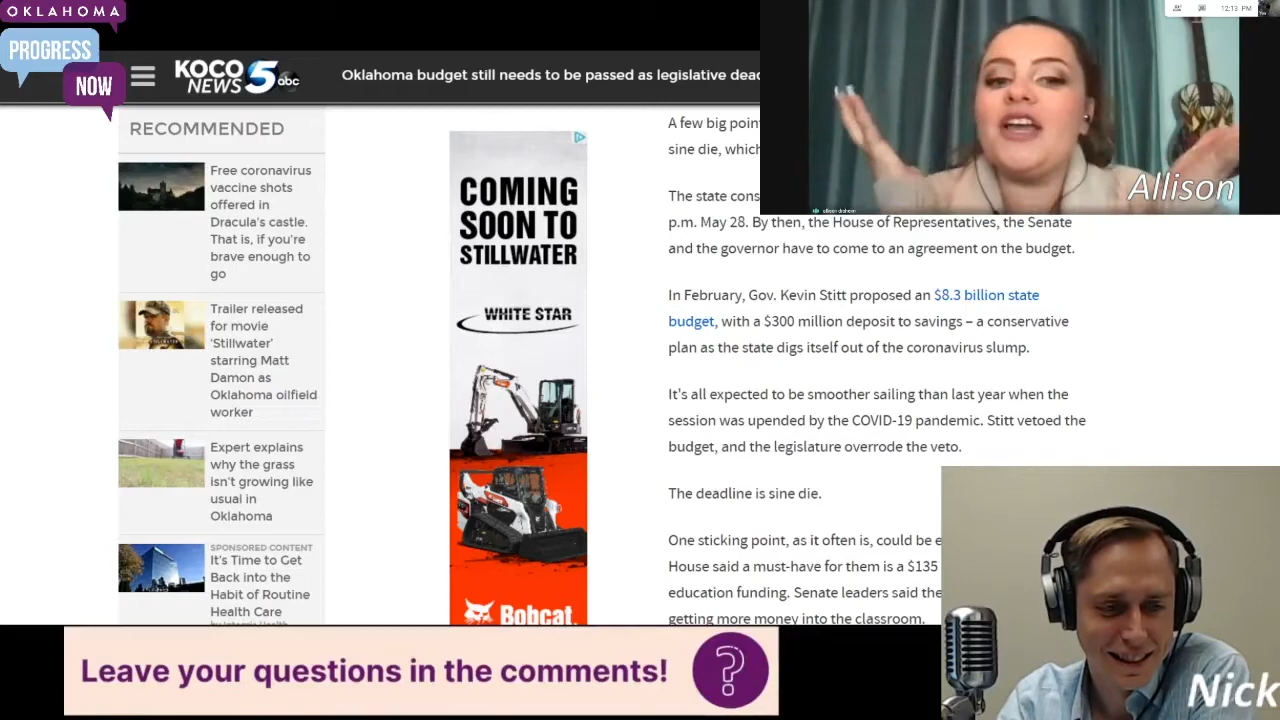 OKLAHOMA
PROGRESS
NOW
KOCO
NEWS 5 abc
Oklahoma budget still needs to be passed as legislative dead
12:13 PM
Allison
allison draheim
RECOMMENDED
Free coronavirus
vaccine shots
offered in
Dracula's castle.
That is, if you're
brave enough to
go
Trailer released
for movie
'Stillwater'
starring Matt
Damon as
Oklahoma oilfield
worker
Expert explains
why the grass
isn't growing like
usual in
Oklahoma
SPONSORED CONTENT
It's Time to Get
Back into the
Habit of Routine
Health Care
by Integris Health
COMING
SOON TO
STILLWATER
WHITE STAR
Bobcat.
A few big poin
sine die, which
The state cons
p.m. May 28. By then, the House of Representatives, the Senate
and the governor have to come to an agreement on the budget.
In February, Gov. Kevin Stitt proposed an $8.3 billion state
budget, with a $300 million deposit to savings – a conservative
plan as the state digs itself out of the coronavirus slump.
It's all expected to be smoother sailing than last year when the
session was upended by the COVID-19 pandemic. Stitt vetoed the
budget, and the legislature overrode the veto.
The deadline is sine die.
One sticking point, as it often is, could be e
House said a must-have for them is a $135
education funding. Senate leaders said the
getting more money into the classroom.
Leave your questions in the comments!
?
Nick